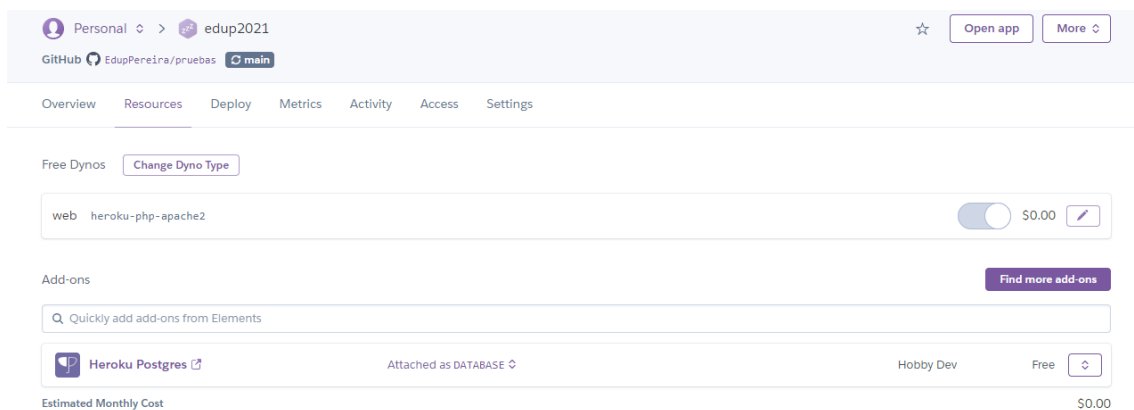 Personal > edup2021
Open app
More
GitHub EdupPereira/pruebas main
Overview Resources Deploy Metrics Activity Access Settings
Free Dynos Change Dyno Type
web heroku-php-apache2 $0.00
Add-ons Find more add-ons
Quickly add add-ons from Elements
Heroku Postgres Attached as DATABASE Hobby Dev Free
Estimated Monthly Cost $0.00